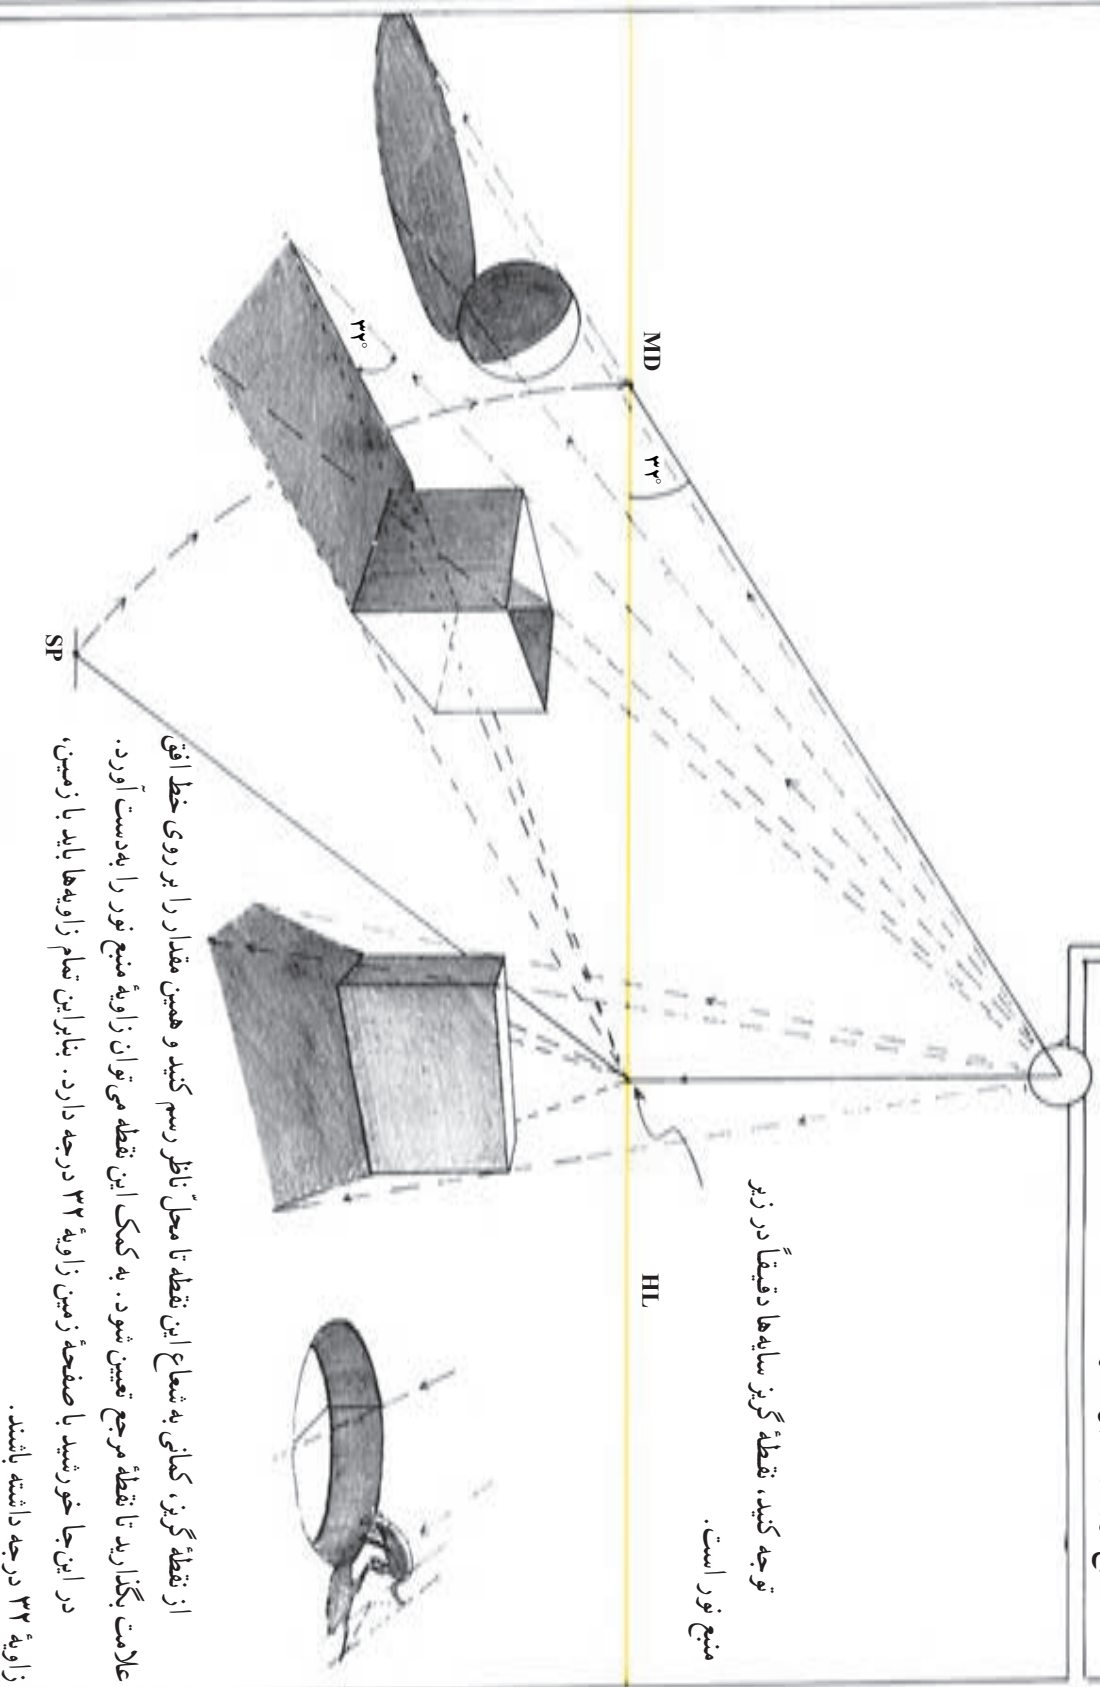 توجه کنید، نقطهٔ گریز سایه‌ها دقیقاً در زیر
منبع نور است.
HL
MD
۳۲°
۳۲°
SP
از نقطهٔ گریز، کمانی به شعاع این نقطه تا محلّ ناظر رسم کنید و همین مقدار را بر روی خط افق
علامت بگذارید تا نقطهٔ مرجع تعیین شود. به کمک این نقطه می‌توان زاویهٔ منبع نور را به‌دست آورد.
در این‌جا خورشید با صفحهٔ زمین زاویهٔ ۳۲ درجه دارد. بنابراین تمام زاویه‌ها باید با زمین،
زاویهٔ ۳۲ درجه داشته باشند.